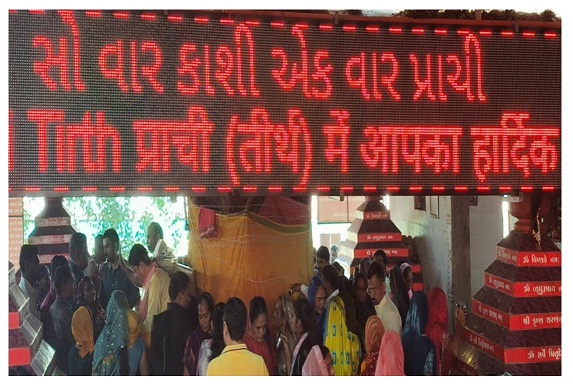 સો વાર કાશી એક વાર પ્રાચી
Tirth प्राची (तीर्थ) में आपका हार्दिक